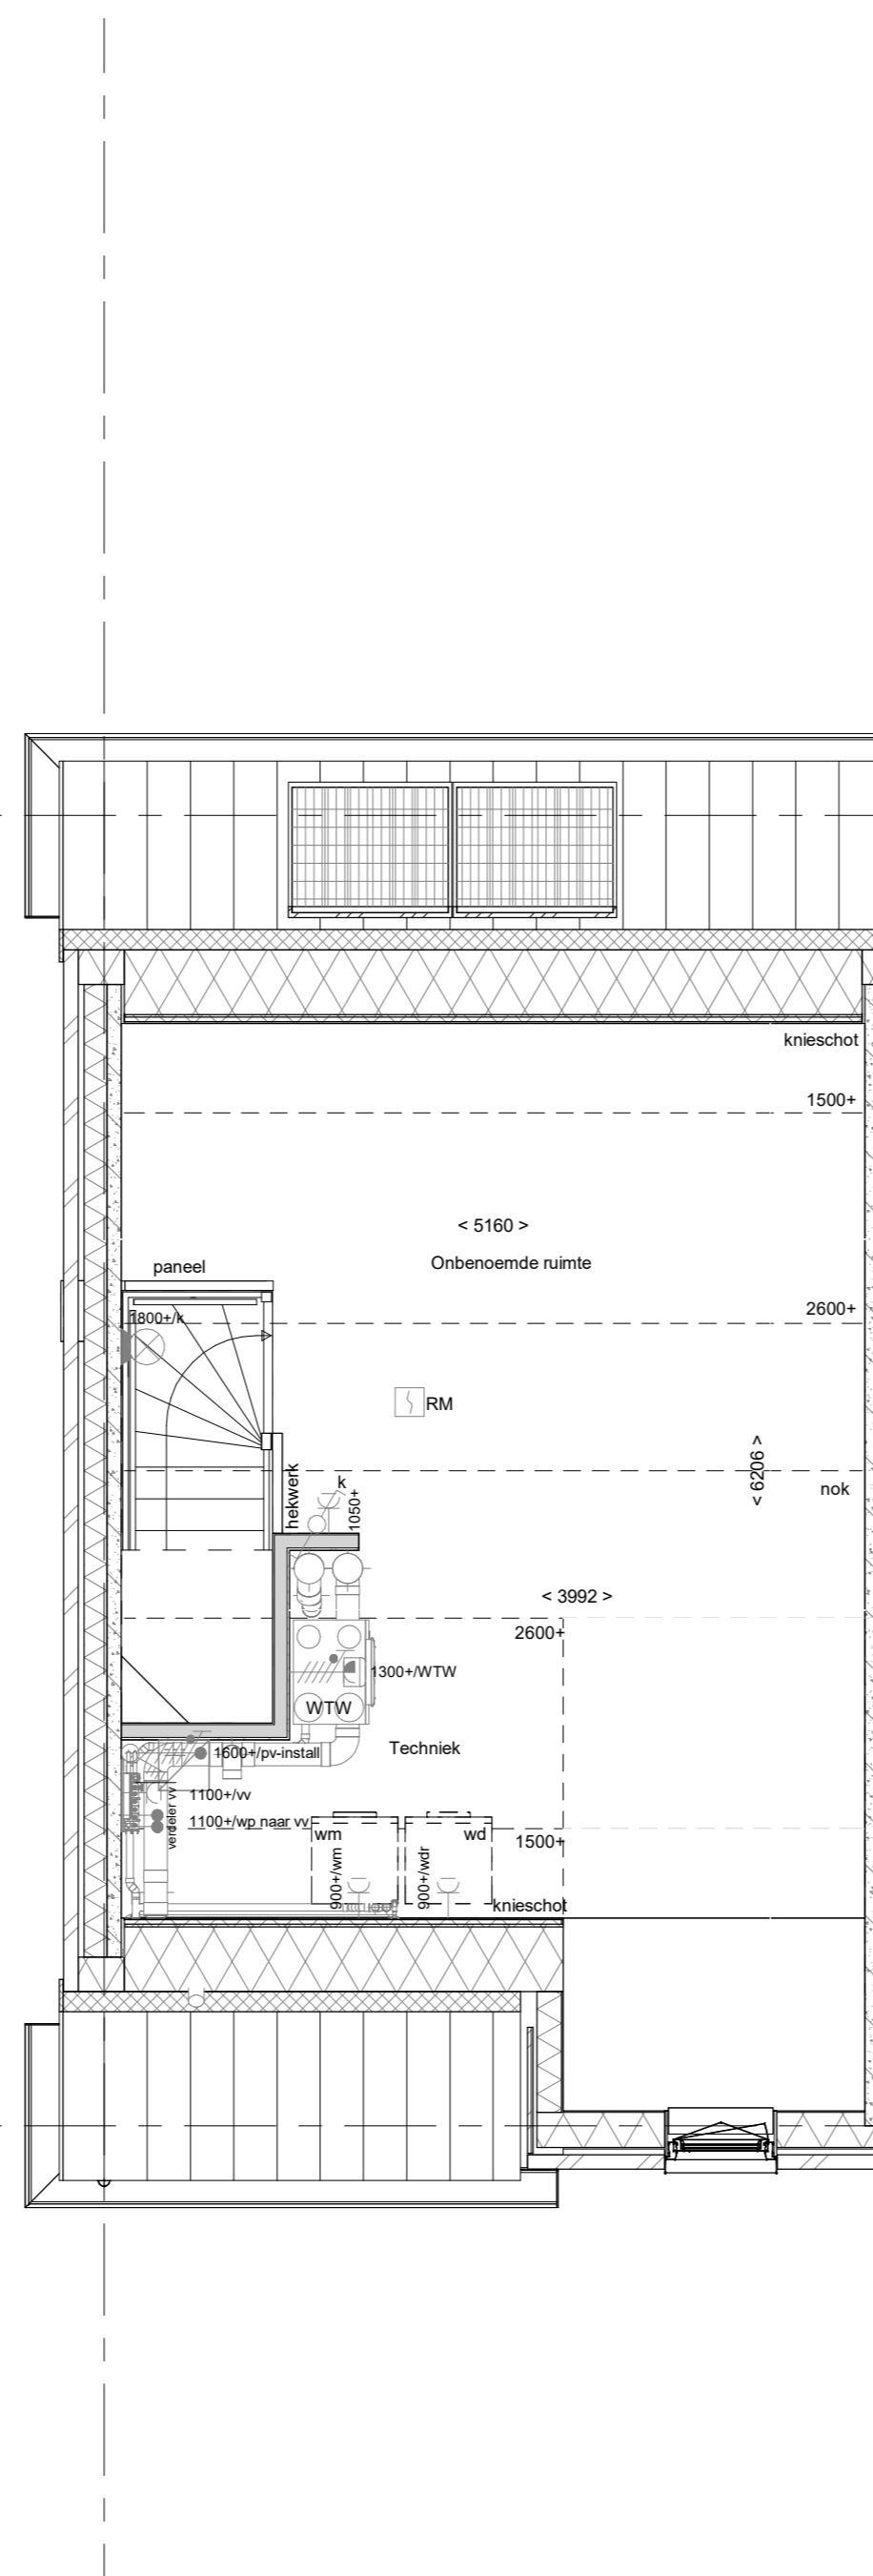 knieschot
1500+
< 5160 >
Onbenoemde ruimte
paneel
2600+
1800+/k
RM
hekwerk
k
1050+
< 6206 >
nok
< 3992 >
2600+
1300+/WTW
WTW
Techniek
1600+/pv-install
verdeler vv
1100+/vv
1100+/wp naar vv
wm
wd
1500+
900+/wm
900+/wdr
knieschot